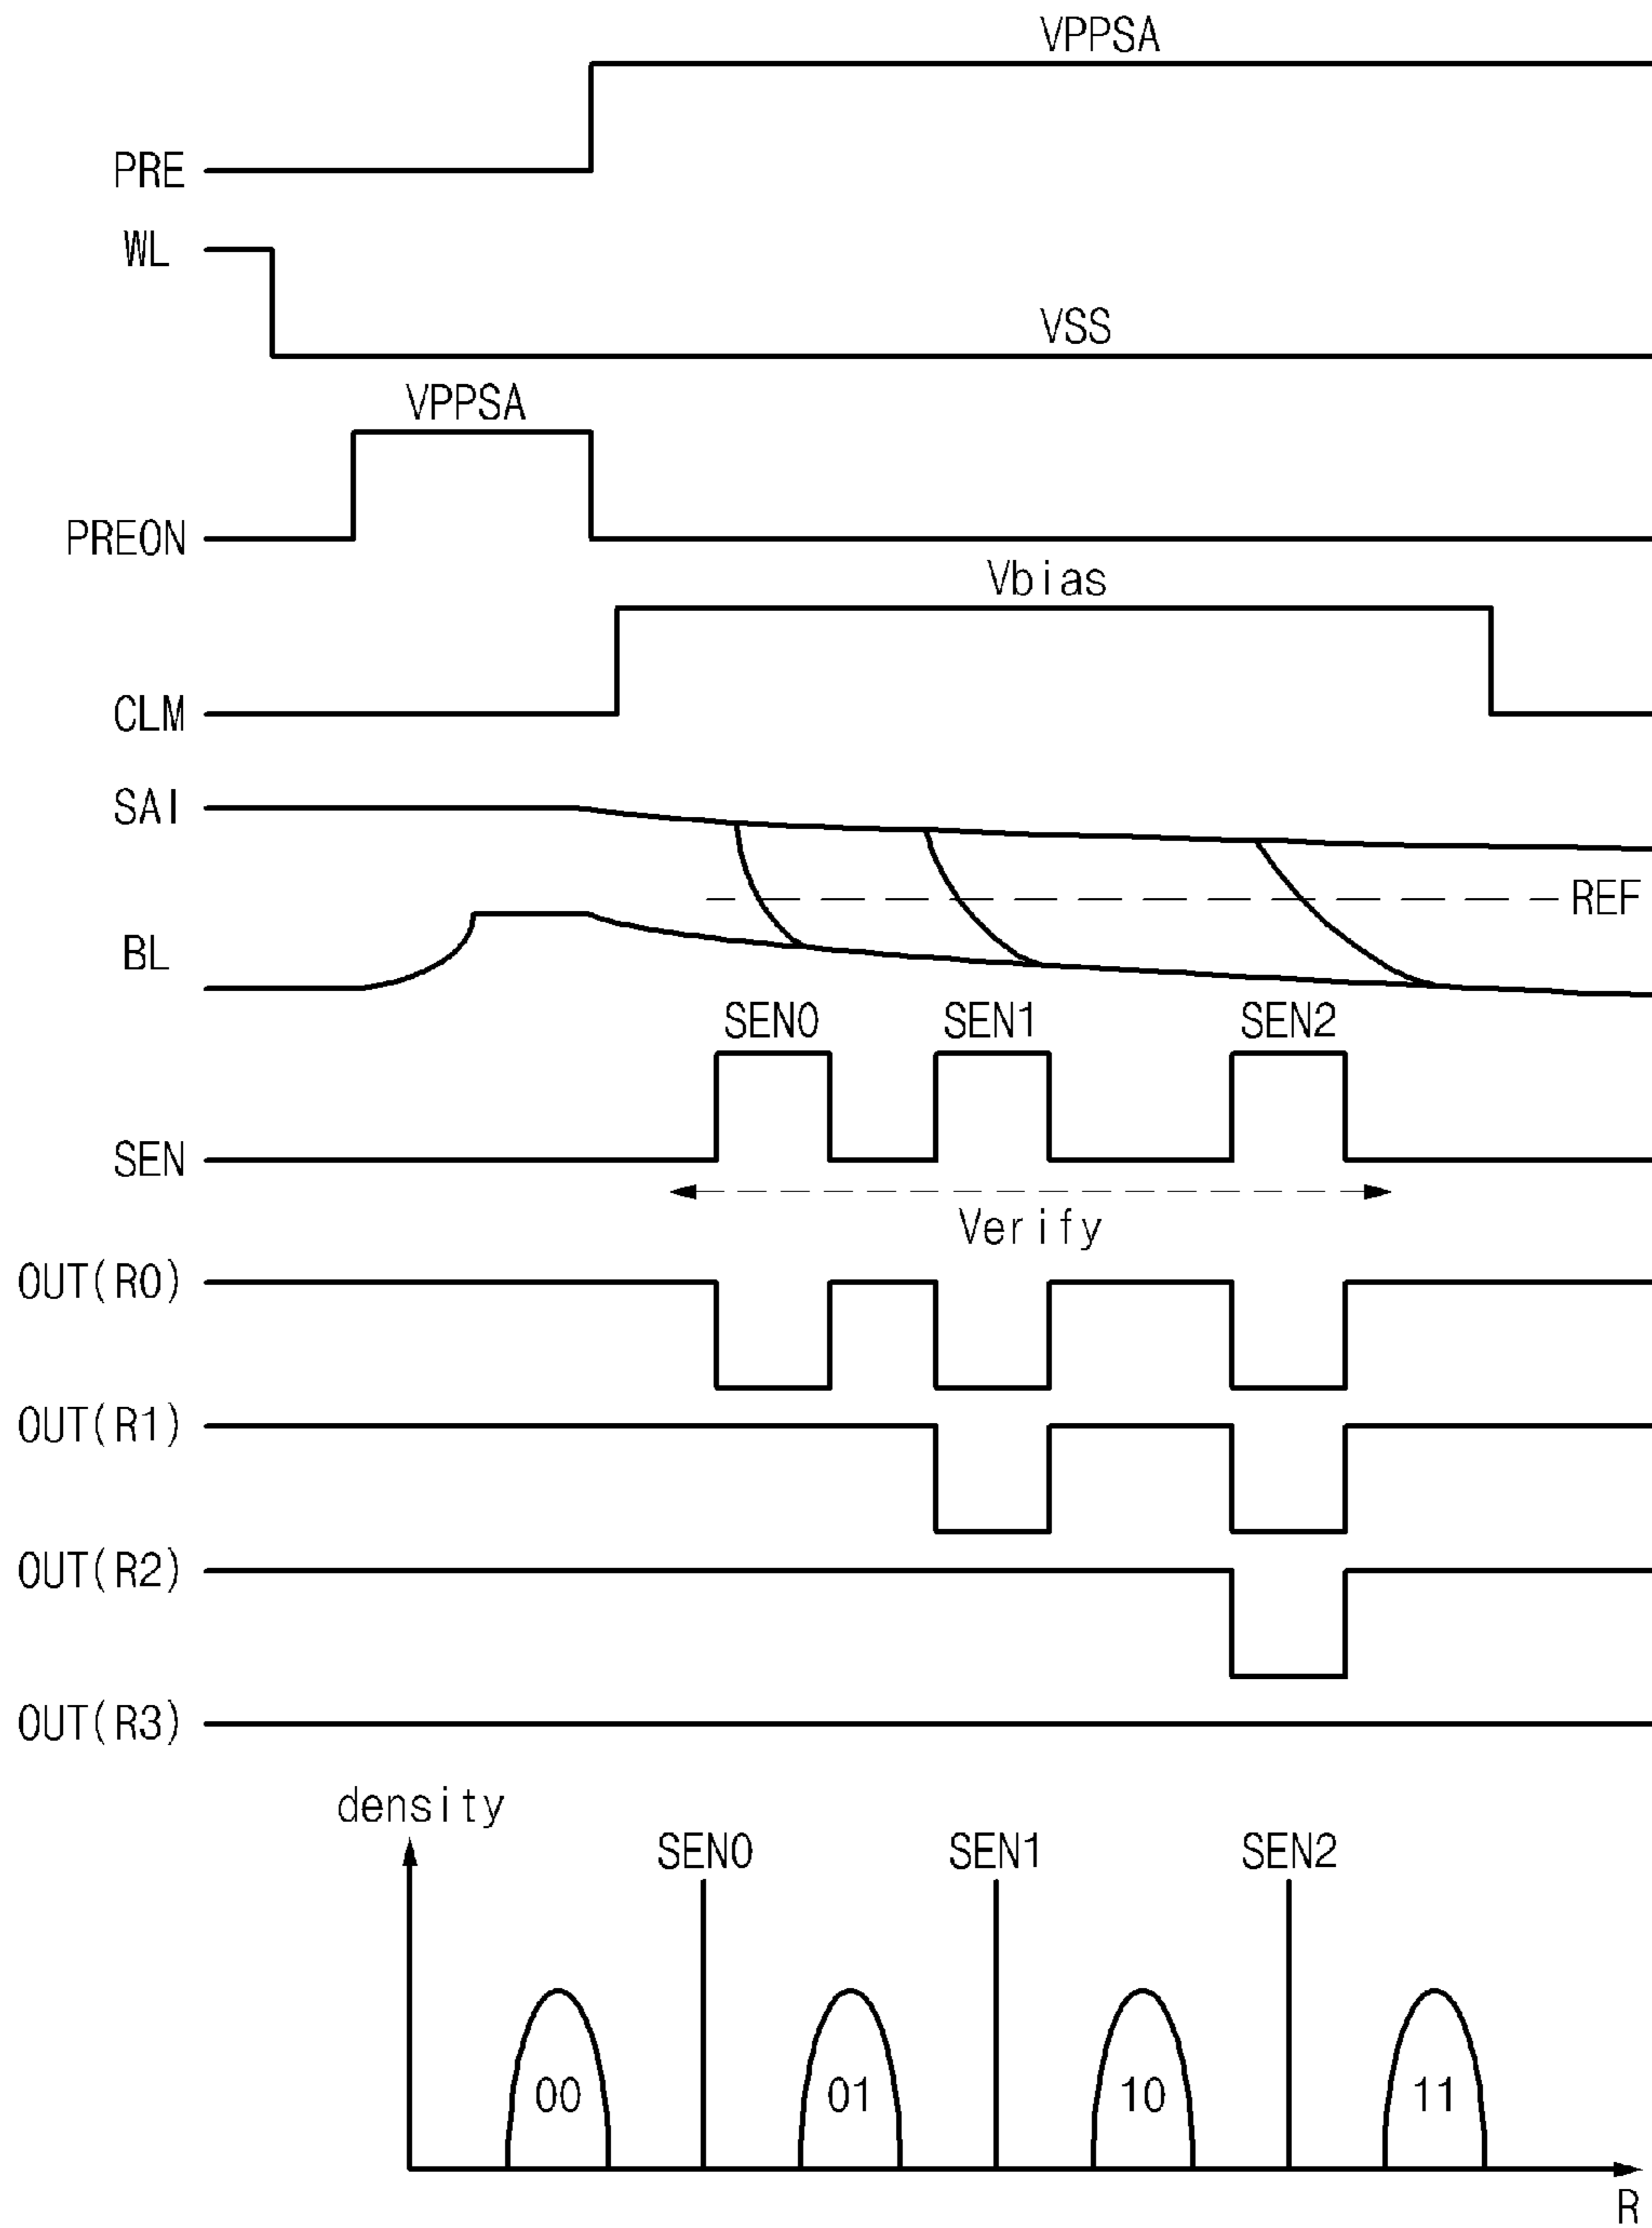 VPPSA
PRE
WL
VSS
VPPSA
PREON
Vbias
CLM
SAI
REF
BL
SEN0 SEN1 SEN2
SEN
Verify
OUT(R0)
OUT(R1)
OUT(R2)
OUT(R3)
density
SEN0 SEN1 SEN2
00 01 10 11
R